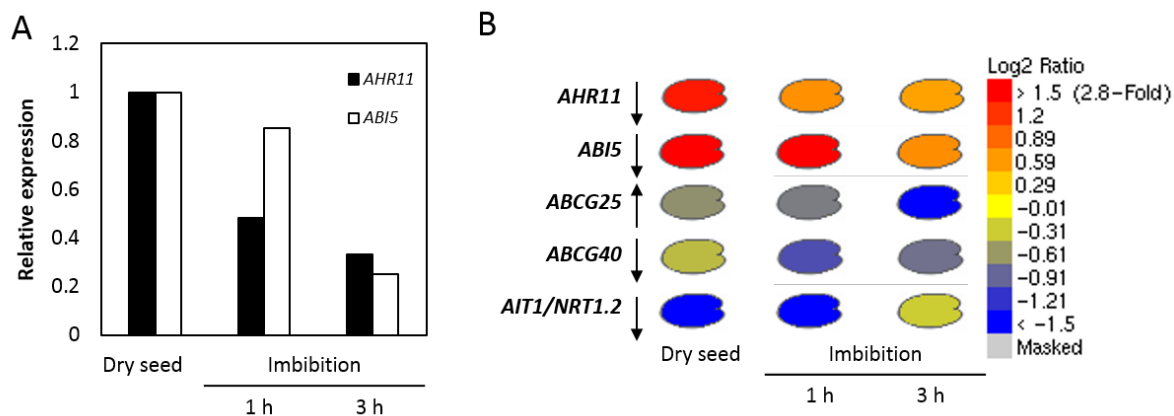 A
Relative expression
1.2
1
0.8
0.6
0.4
0.2
0
AHR11
ABI5
Dry seed
Imbibition
1 h
3 h
B
AHR11
ABI5
ABCG25
ABCG40
AIT1/NRT1.2
Dry seed
Imbibition
1 h
3 h
Log2 Ratio
> 1.5 (2.8-Fold)
1.2
0.89
0.59
0.29
-0.01
-0.31
-0.61
-0.91
-1.21
< -1.5
Masked